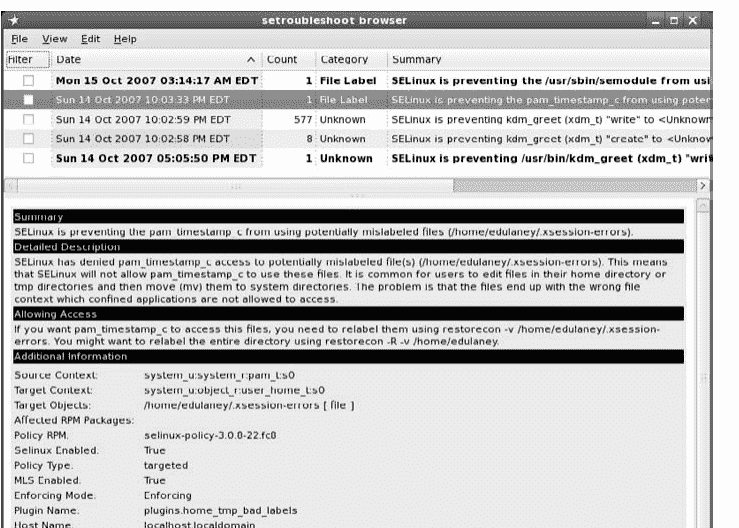 setroubleshoot browser
File View Edit Help
Filter Date Count Category Summary
Mon 15 Oct 2007 03:14:17 AM EDT 1 File Label SELinux is preventing the /usr/sbin/semodule from usi
Sun 14 Oct 2007 10:03:33 PM EDT 1 File Label SELinux is preventing the pam_timestamp_c from using poter
Sun 14 Oct 2007 10:02:59 PM EDT 577 Unknown SELinux is preventing kdm_greet (xdm_t) "write" to <Unknown
Sun 14 Oct 2007 10:02:58 PM EDT 8 Unknown SELinux is preventing kdm_greet (xdm_t) "create" to <Unknow
Sun 14 Oct 2007 05:05:50 PM EDT 1 Unknown SELinux is preventing /usr/bin/kdm_greet (xdm_t) "writ
Summary
SELinux is preventing the pam_timestamp_c from using potentially mislabeled files (/home/edulaney/.xsession-errors).
Detailed Description
SELinux has denied pam_timestamp_c access to potentially mislabeled file(s) (/home/edulaney/.xsession-errors). This means
that SELinux will not allow pam_timestamp_c to use these files. It is common for users to edit files in their home directory or
tmp directories and then move (mv) them to system directories. The problem is that the files end up with the wrong file
context which confined applications are not allowed to access.
Allowing Access
If you want pam_timestamp_c to access this files, you need to relabel them using restorecon -v /home/edulaney/.xsession-
errors. You might want to relabel the entire directory using restorecon -R -v /home/edulaney.
Additional Information
Source Context: system_u:system_r:pam_t:s0
Target Context: system_u:object_r:user_home_t:s0
Target Objects: /home/edulaney/.xsession-errors [ file ]
Affected RPM Packages:
Policy RPM: selinux-policy-3.0.8-22.fc8
Selinux Enabled: True
Policy Type: targeted
MLS Enabled: True
Enforcing Mode: Enforcing
Plugin Name: plugins.home_tmp_bad_labels
Host Name: localhost.localdomain